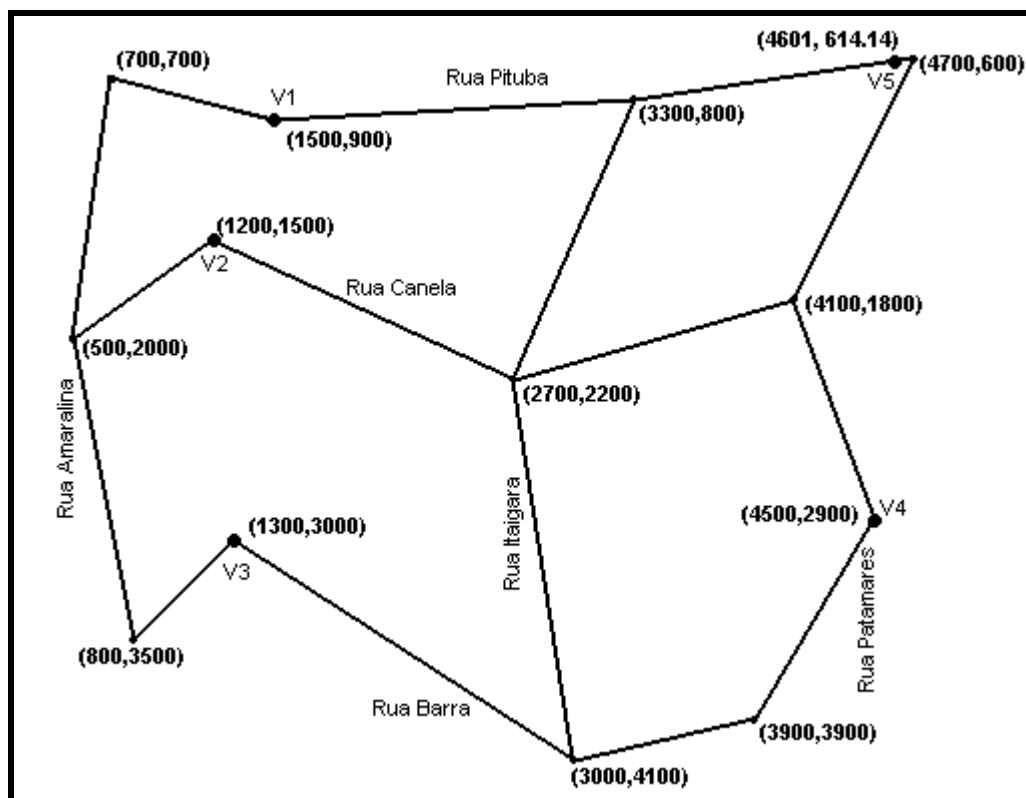 (4601, 614.14)
(700,700)
Rua Pituba
V5
(4700,600)
V1
(3300,800)
(1500,900)
(1200,1500)
V2
Rua Canela
(4100,1800)
(500,2000)
(2700,2200)
Rua Amaralina
(4500,2900)
V4
(1300,3000)
V3
Rua Itaigara
Rua Patamares
(800,3500)
Rua Barra
(3900,3900)
(3000,4100)